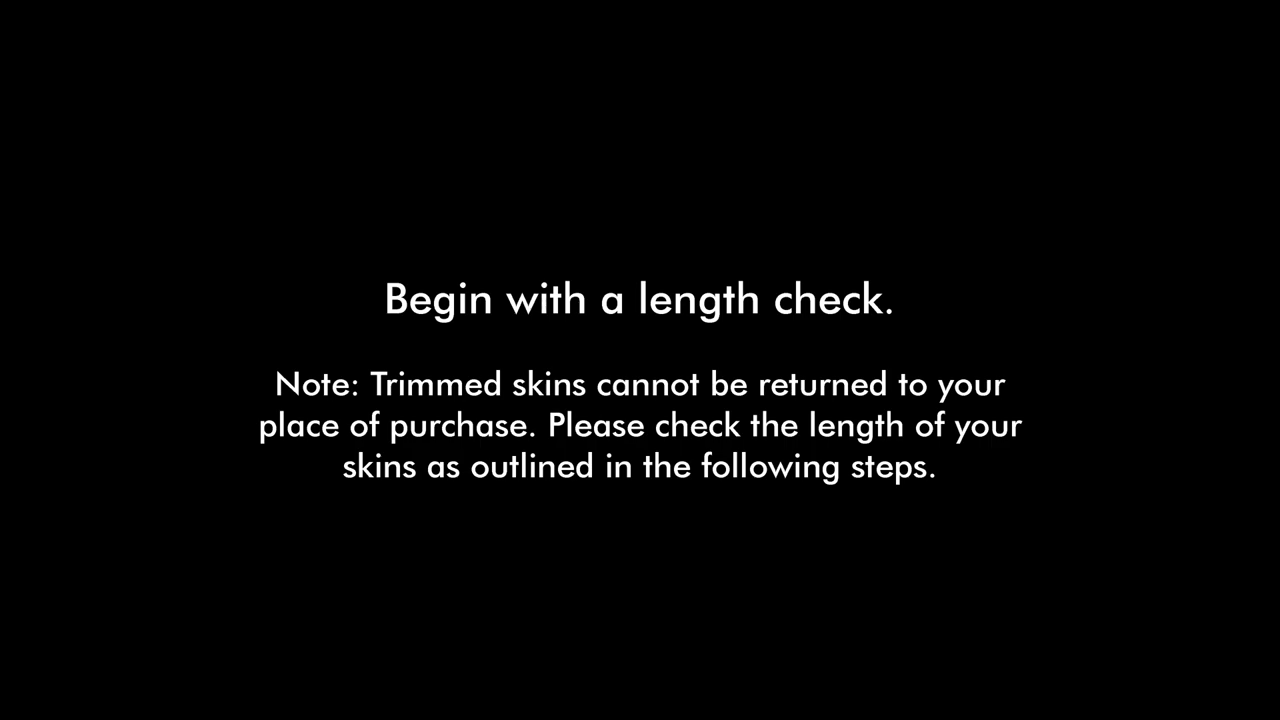 Begin with a length check.
Note: Trimmed skins cannot be returned to your
place of purchase. Please check the length of your
skins as outlined in the following steps.